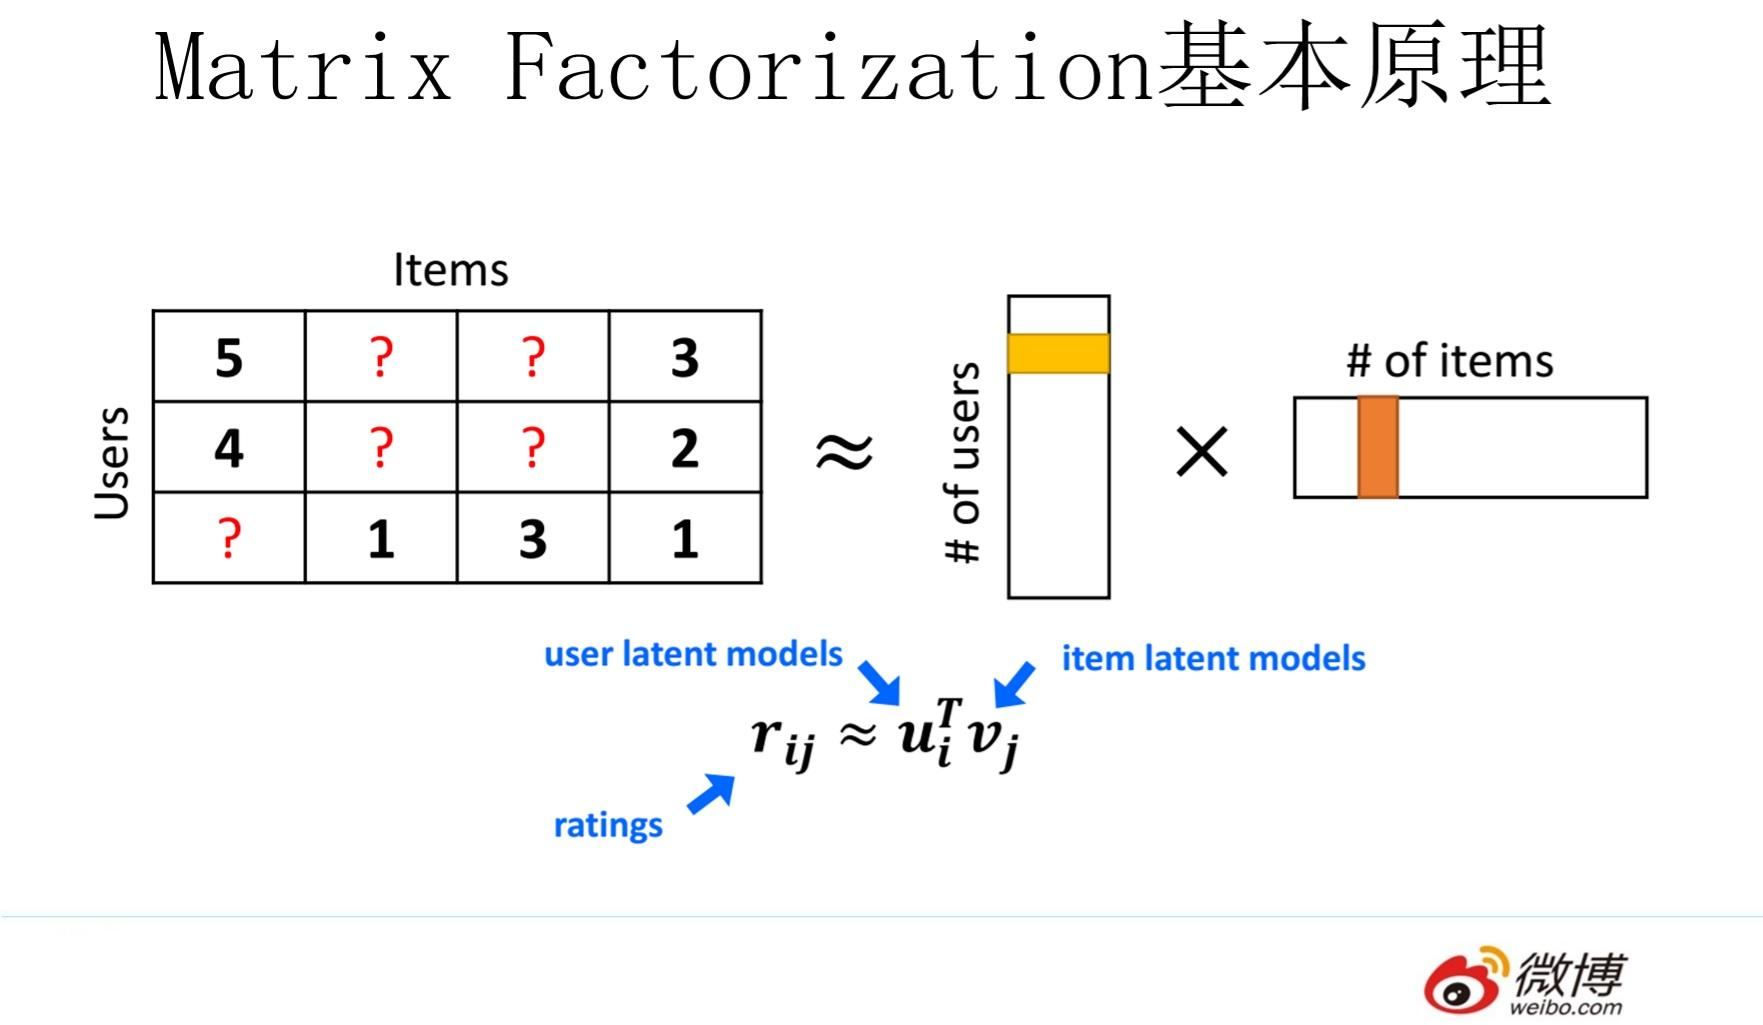 Matrix Factorization基本原理
Items
Users
5 ? ? 3
4 ? ? 2
? 1 3 1
≈
# of users
×
# of items
user latent models
item latent models
r_{ij} ≈ u_i^T v_j
ratings
微博
weibo.com